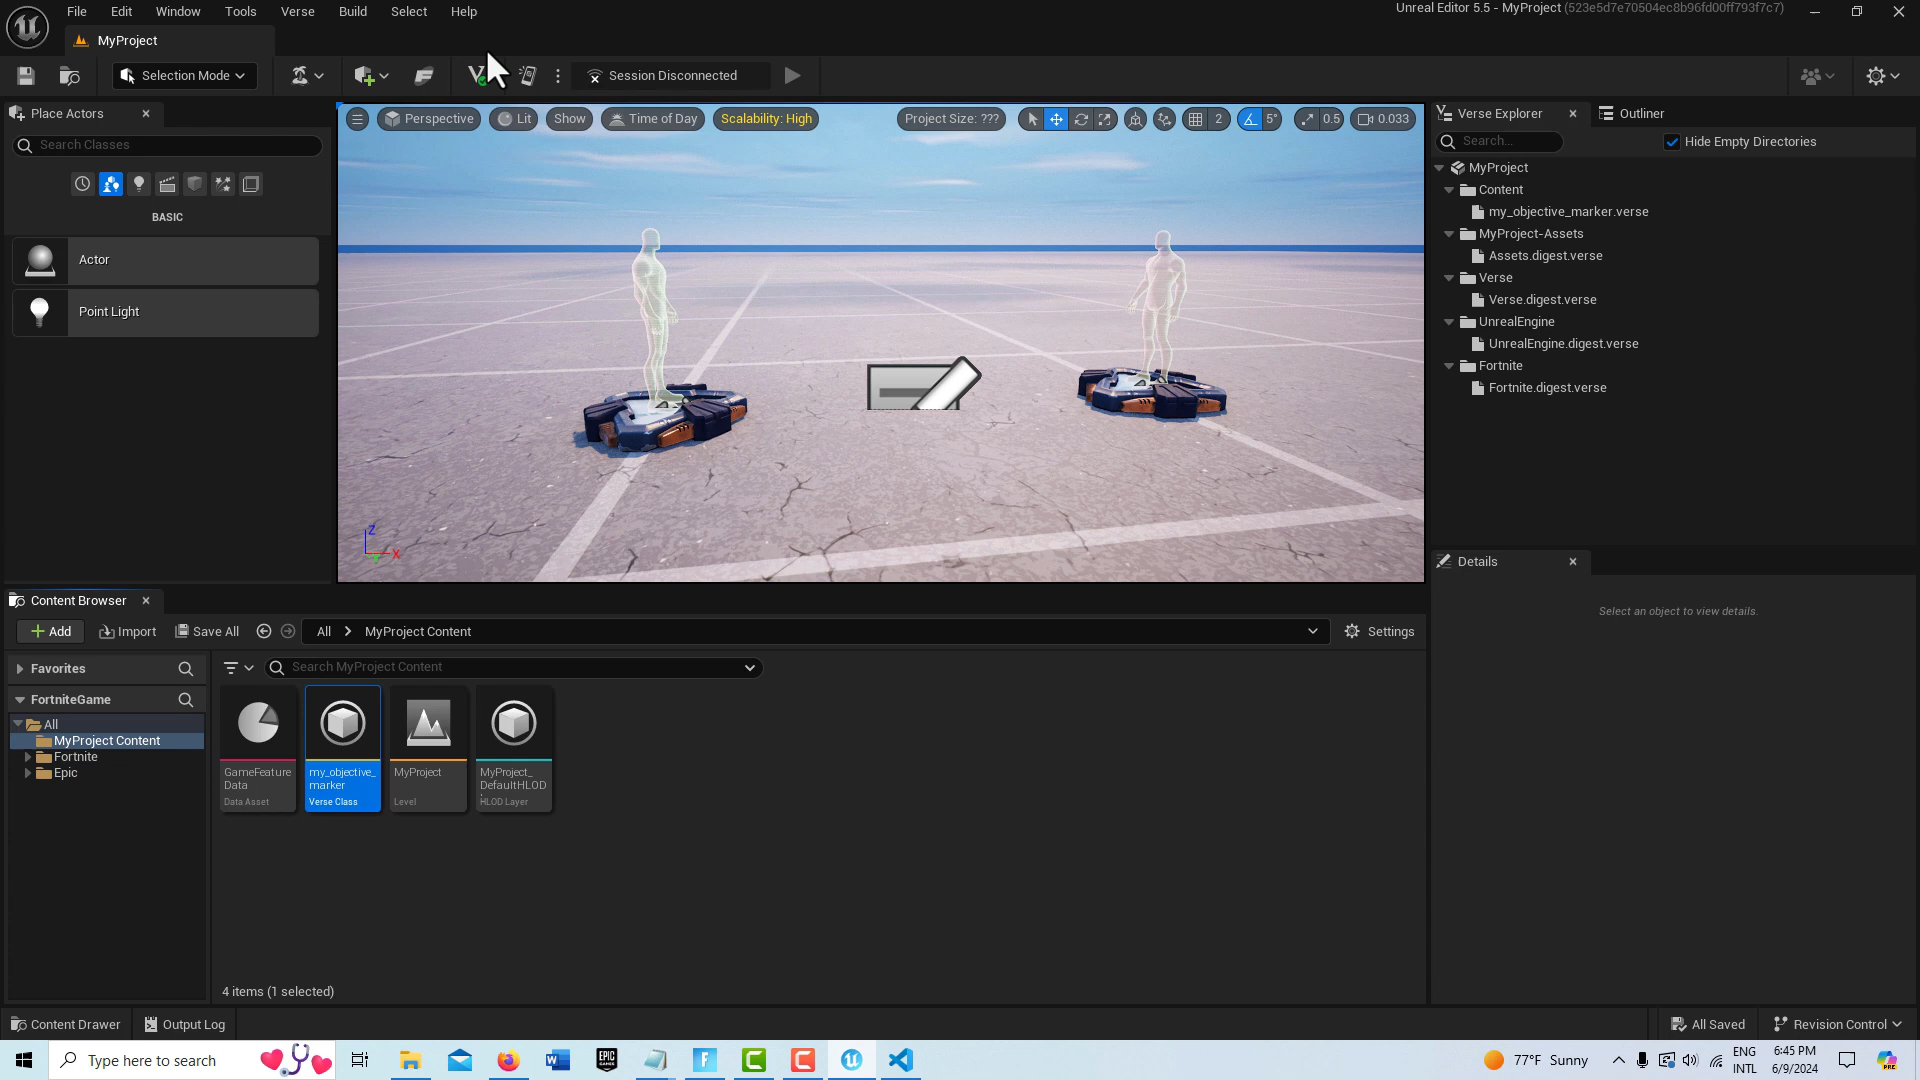 File Edit Window Tools Verse Build Select Help
Unreal Editor 5.5 - MyProject (523e5d7e70504ec8b96fd00ff793f7c7)
MyProject
Selection Mode
Session Disconnected
Place Actors
Search Classes
BASIC
Actor
Point Light
Perspective Lit Show Time of Day Scalability: High Project Size: ??? 2 5° 0.5 0.033
Z
X
Verse Explorer Outliner
Search... Hide Empty Directories
MyProject
Content
my_objective_marker.verse
MyProject-Assets
Assets.digest.verse
Verse
Verse.digest.verse
UnrealEngine
UnrealEngine.digest.verse
Fortnite
Fortnite.digest.verse
Details
Select an object to view details.
Content Browser
Add Import Save All All MyProject Content Settings
Favorites
Search MyProject Content
FortniteGame
All
MyProject Content
Fortnite
Epic
GameFeature
Data
Data Asset
my_objective_
marker
Verse Class
MyProject
Level
MyProject_
DefaultHLOD
HLOD Layer
4 items (1 selected)
Content Drawer Output Log All Saved Revision Control
Type here to search
EPIC
GAMES
77°F Sunny
ENG
INTL
6:45 PM
6/9/2024
PRE